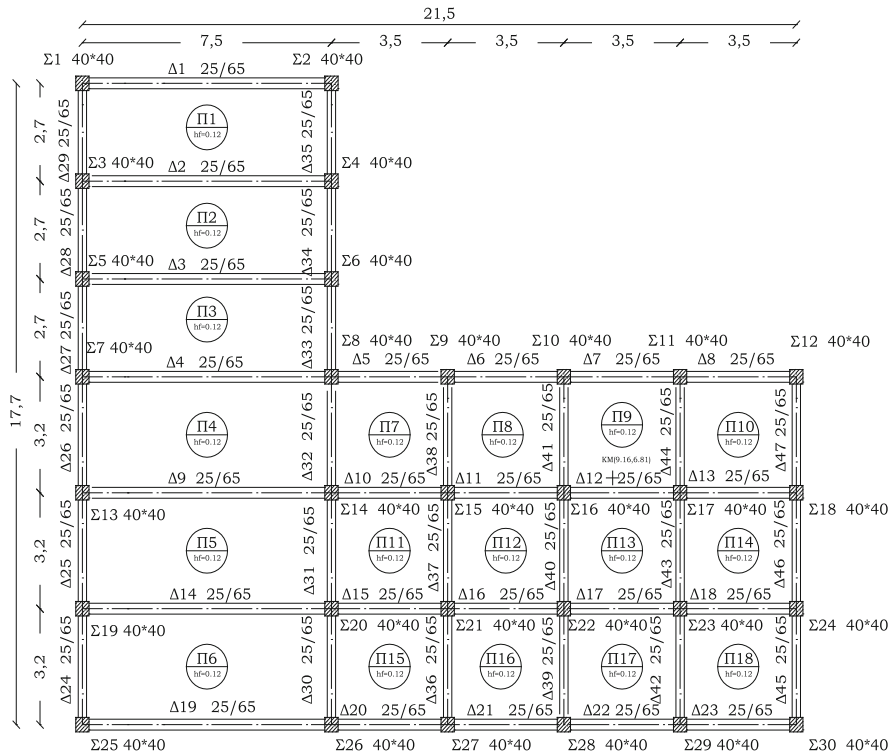 21,5
7,5 3,5 3,5 3,5 3,5
Σ1 40*40 Σ2 40*40
Δ1 25/65
Δ29 25/65
2,7
Π1
hf=0.12
Δ35 25/65
Σ3 40*40 Δ2 25/65 Σ4 40*40
Δ28 25/65
2,7
Π2
hf=0.12
Δ34 25/65
Σ5 40*40 Δ3 25/65 Σ6 40*40
Δ27 25/65
2,7
Π3
hf=0.12
Δ33 25/65
Σ7 40*40 Σ8 40*40 Σ9 40*40 Σ10 40*40 Σ11 40*40 Σ12 40*40
Δ4 25/65 Δ5 25/65 Δ6 25/65 Δ7 25/65 Δ8 25/65
17,7
3,2
Δ26 25/65
Π4
hf=0.12
Δ32 25/65
Π7
hf=0.12
Δ38 25/65
Π8
hf=0.12
Δ41 25/65
Π9
hf=0.12
KM(9.16,6.81)
Δ44 25/65
Π10
hf=0.12
Δ47 25/65
Δ9 25/65 Δ10 25/65 Δ11 25/65 Δ12 25/65 Δ13 25/65
Σ13 40*40 Σ14 40*40 Σ15 40*40 Σ16 40*40 Σ17 40*40 Σ18 40*40
3,2
Δ25 25/65
Π5
hf=0.12
Δ31 25/65
Π11
hf=0.12
Δ37 25/65
Π12
hf=0.12
Δ40 25/65
Π13
hf=0.12
Δ43 25/65
Π14
hf=0.12
Δ46 25/65
Δ14 25/65 Δ15 25/65 Δ16 25/65 Δ17 25/65 Δ18 25/65
Σ19 40*40 Σ20 40*40 Σ21 40*40 Σ22 40*40 Σ23 40*40 Σ24 40*40
3,2
Δ24 25/65
Π6
hf=0.12
Δ30 25/65
Π15
hf=0.12
Δ36 25/65
Π16
hf=0.12
Δ39 25/65
Π17
hf=0.12
Δ42 25/65
Π18
hf=0.12
Δ45 25/65
Δ19 25/65 Δ20 25/65 Δ21 25/65 Δ22 25/65 Δ23 25/65
Σ25 40*40 Σ26 40*40 Σ27 40*40 Σ28 40*40 Σ29 40*40 Σ30 40*40